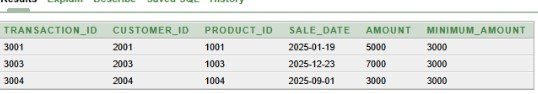 Results Explain Describe Saved SQL History
TRANSACTION_ID CUSTOMER_ID PRODUCT_ID SALE_DATE AMOUNT MINIMUM_AMOUNT
3001 2001 1001 2025-01-19 5000 3000
3003 2003 1003 2025-12-23 7000 3000
3004 2004 1004 2025-09-01 3000 3000